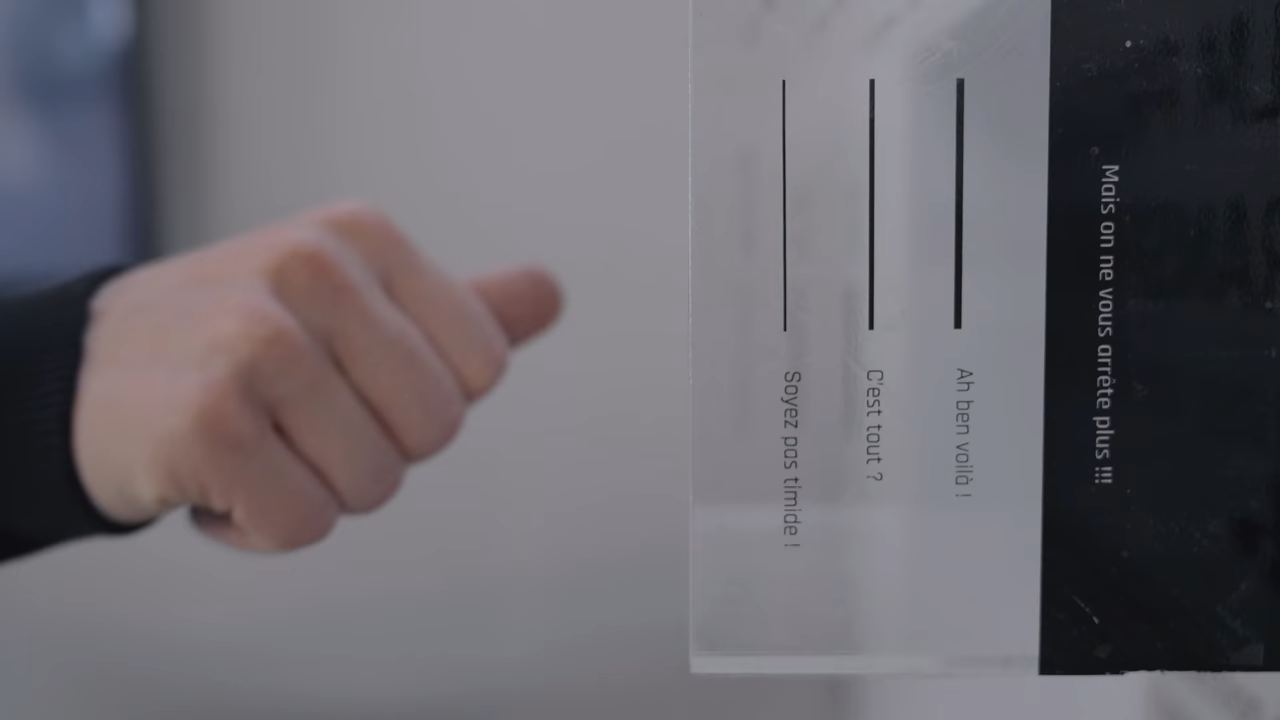 Mais on ne vous arrête plus !!!
Ah ben voilà !
C'est tout ?
Soyez pas timide !